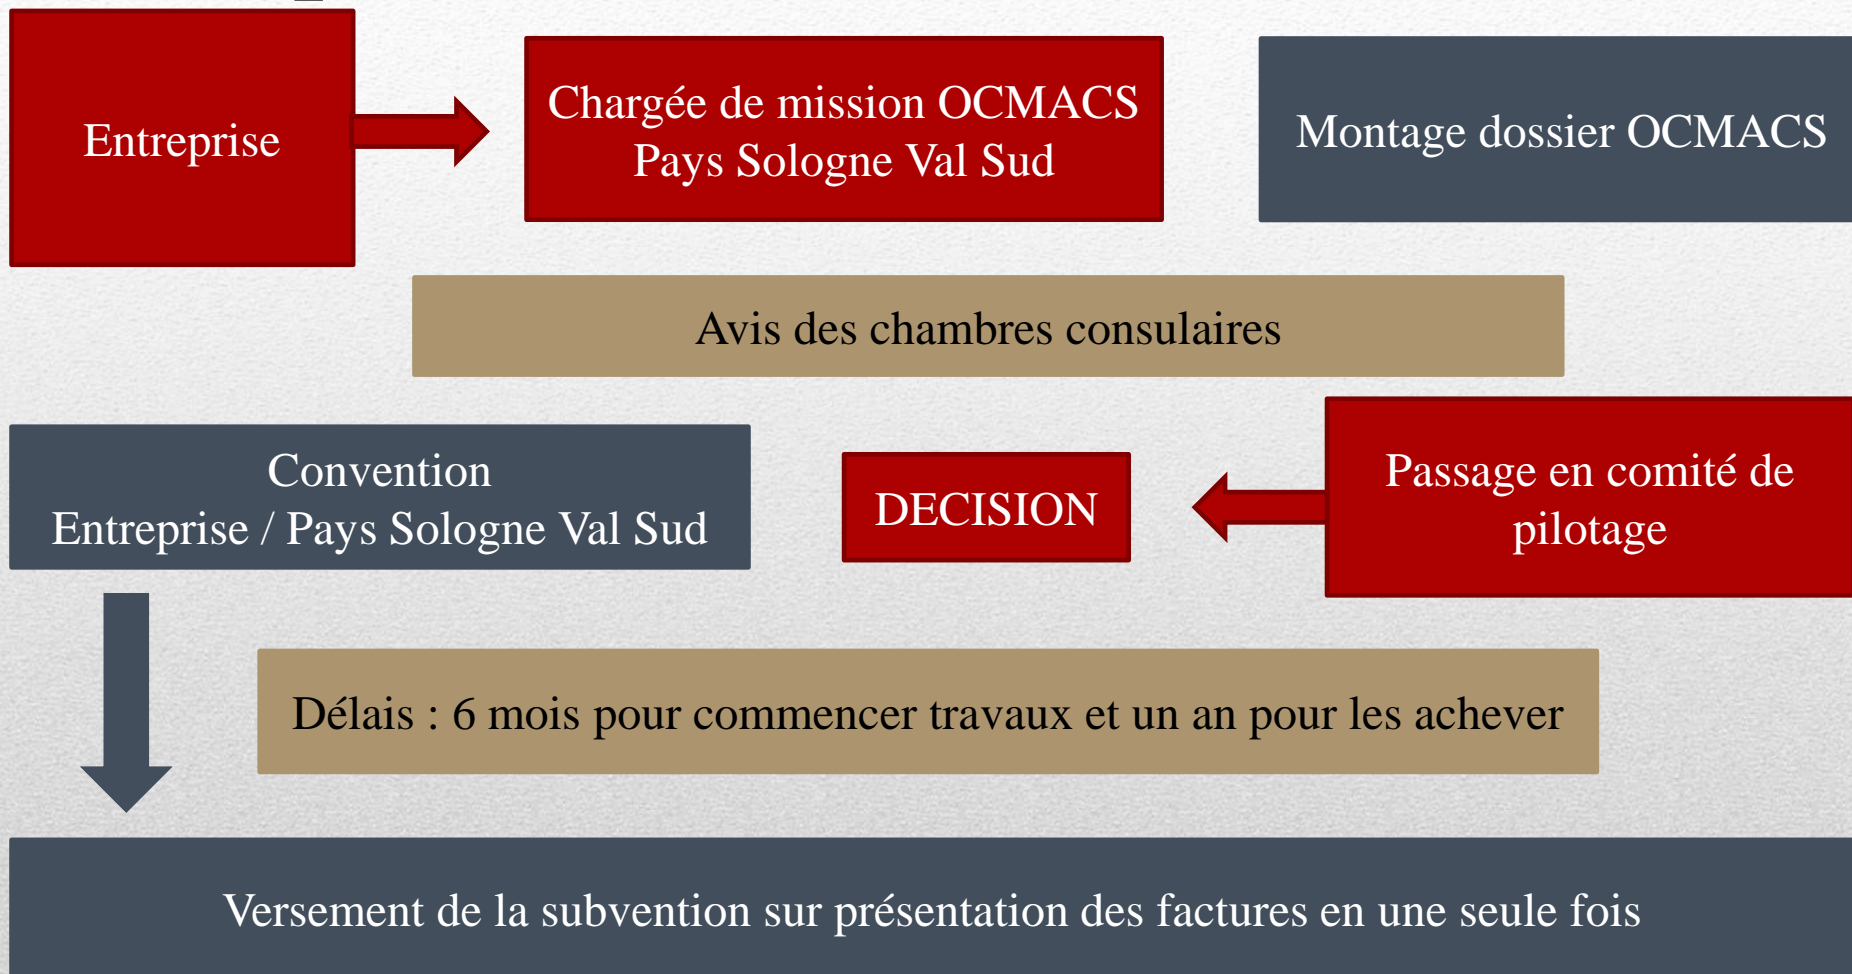 Entreprise
Chargée de mission OCMACS
Pays Sologne Val Sud
Montage dossier OCMACS
Avis des chambres consulaires
Convention
Entreprise / Pays Sologne Val Sud
DECISION
Passage en comité de
pilotage
Délais : 6 mois pour commencer travaux et un an pour les achever
Versement de la subvention sur présentation des factures en une seule fois